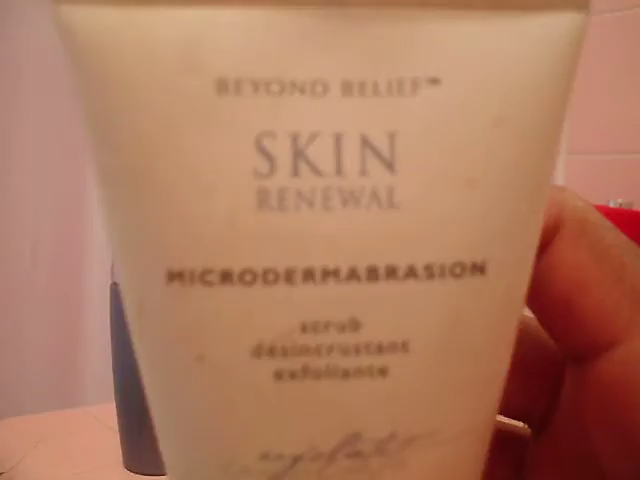 BEYOND BELIEF™
SKIN
RENEWAL
MICRODERMABRASION
scrub
désincrustant
exfoliante